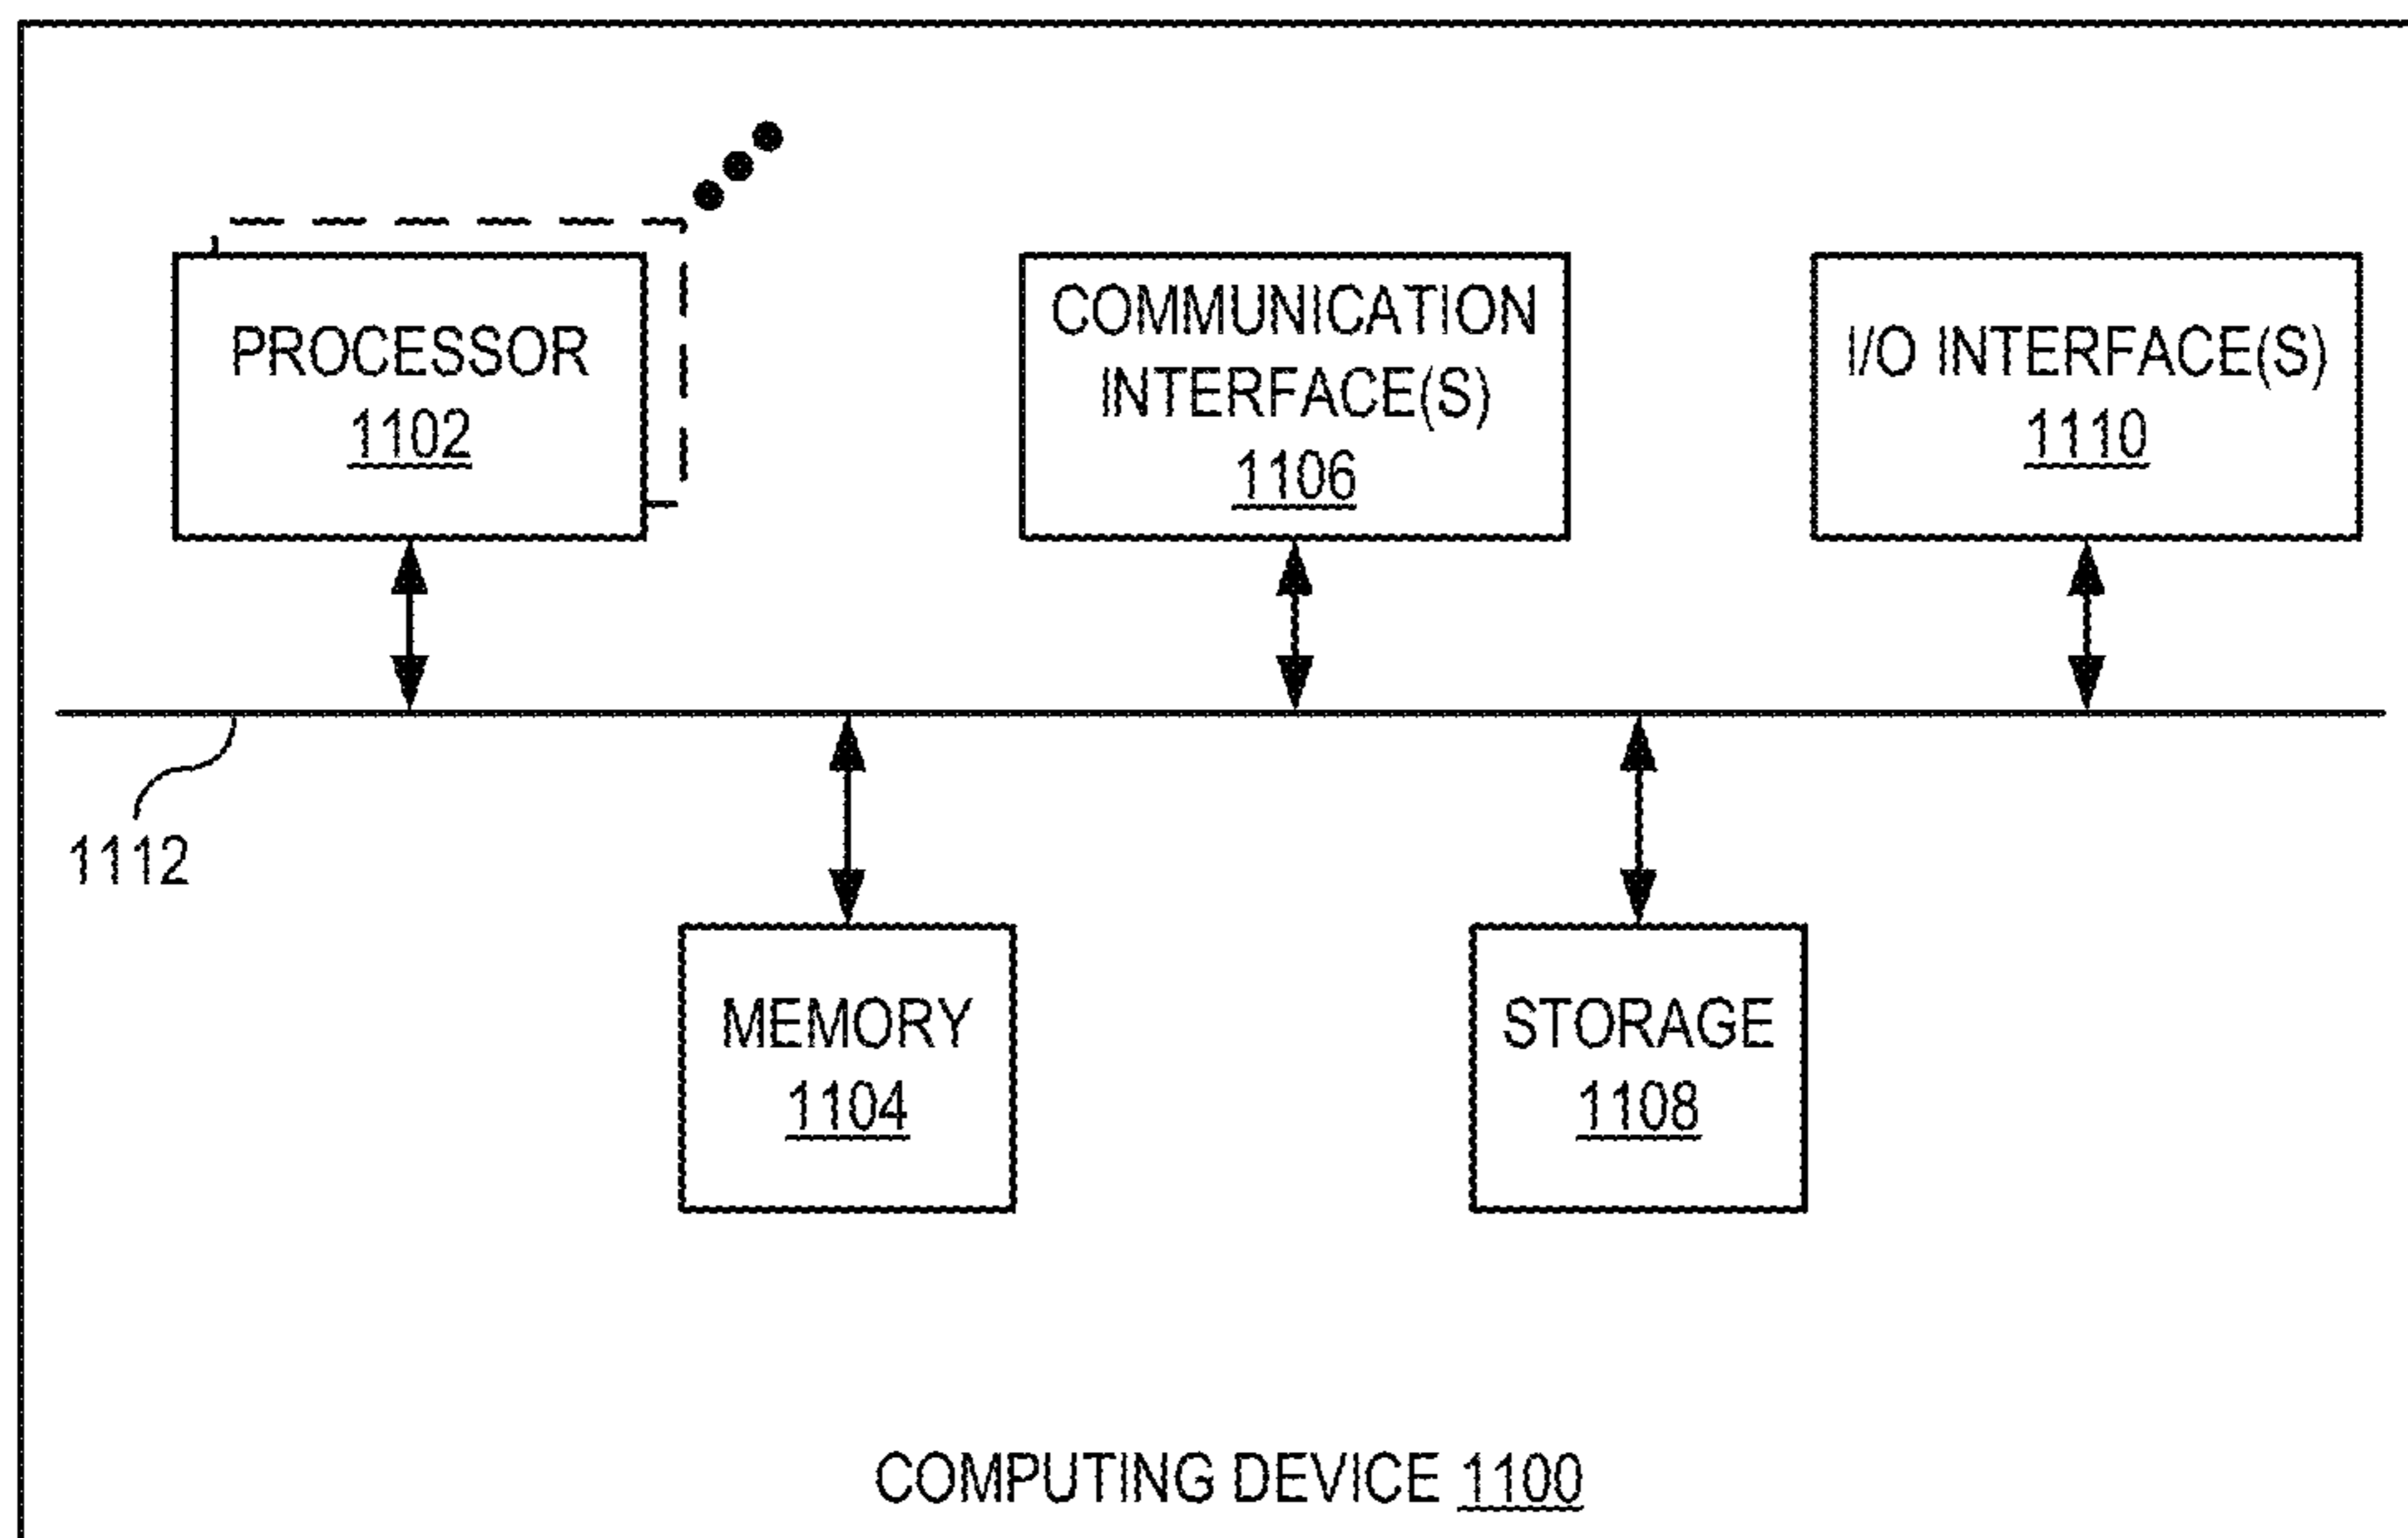 PROCESSOR
1102
COMMUNICATION
INTERFACE(S)
1106
I/O INTERFACE(S)
1110
1112
MEMORY
1104
STORAGE
1108
COMPUTING DEVICE 1100